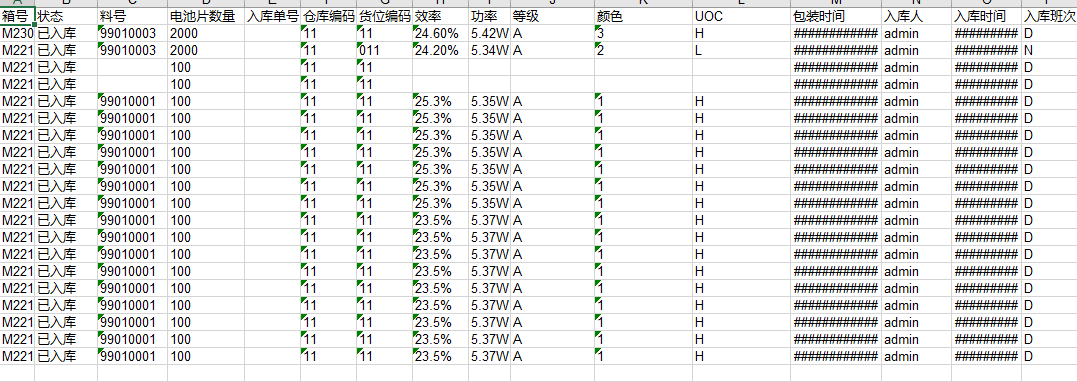 箱号 状态 料号 电池片数量 入库单号 仓库编码 货位编码 效率 功率 等级 颜色 UOC 包装时间 入库人 入库时间 入库班次
M230 已入库 99010003 2000 11 11 24.60% 5.42W A 3 H ############ admin ######### D
M221 已入库 99010003 2000 11 011 24.20% 5.34W A 2 L ############ admin ######### N
M221 已入库 100 11 11 ############ admin ######### D
M221 已入库 100 11 11 ############ admin ######### D
M221 已入库 99010001 100 11 11 25.3% 5.35W A 1 H ############ admin ######### D
M221 已入库 99010001 100 11 11 25.3% 5.35W A 1 H ############ admin ######### D
M221 已入库 99010001 100 11 11 25.3% 5.35W A 1 H ############ admin ######### D
M221 已入库 99010001 100 11 11 25.3% 5.35W A 1 H ############ admin ######### D
M221 已入库 99010001 100 11 11 25.3% 5.35W A 1 H ############ admin ######### D
M221 已入库 99010001 100 11 11 25.3% 5.35W A 1 H ############ admin ######### D
M221 已入库 99010001 100 11 11 25.3% 5.35W A 1 H ############ admin ######### D
M221 已入库 99010001 100 11 11 23.5% 5.37W A 1 H ############ admin ######### D
M221 已入库 99010001 100 11 11 23.5% 5.37W A 1 H ############ admin ######### D
M221 已入库 99010001 100 11 11 23.5% 5.37W A 1 H ############ admin ######### D
M221 已入库 99010001 100 11 11 23.5% 5.37W A 1 H ############ admin ######### D
M221 已入库 99010001 100 11 11 23.5% 5.37W A 1 H ############ admin ######### D
M221 已入库 99010001 100 11 11 23.5% 5.37W A 1 H ############ admin ######### D
M221 已入库 99010001 100 11 11 23.5% 5.37W A 1 H ############ admin ######### D
M221 已入库 99010001 100 11 11 23.5% 5.37W A 1 H ############ admin ######### D
M221 已入库 99010001 100 11 11 23.5% 5.37W A 1 H ############ admin ######### D